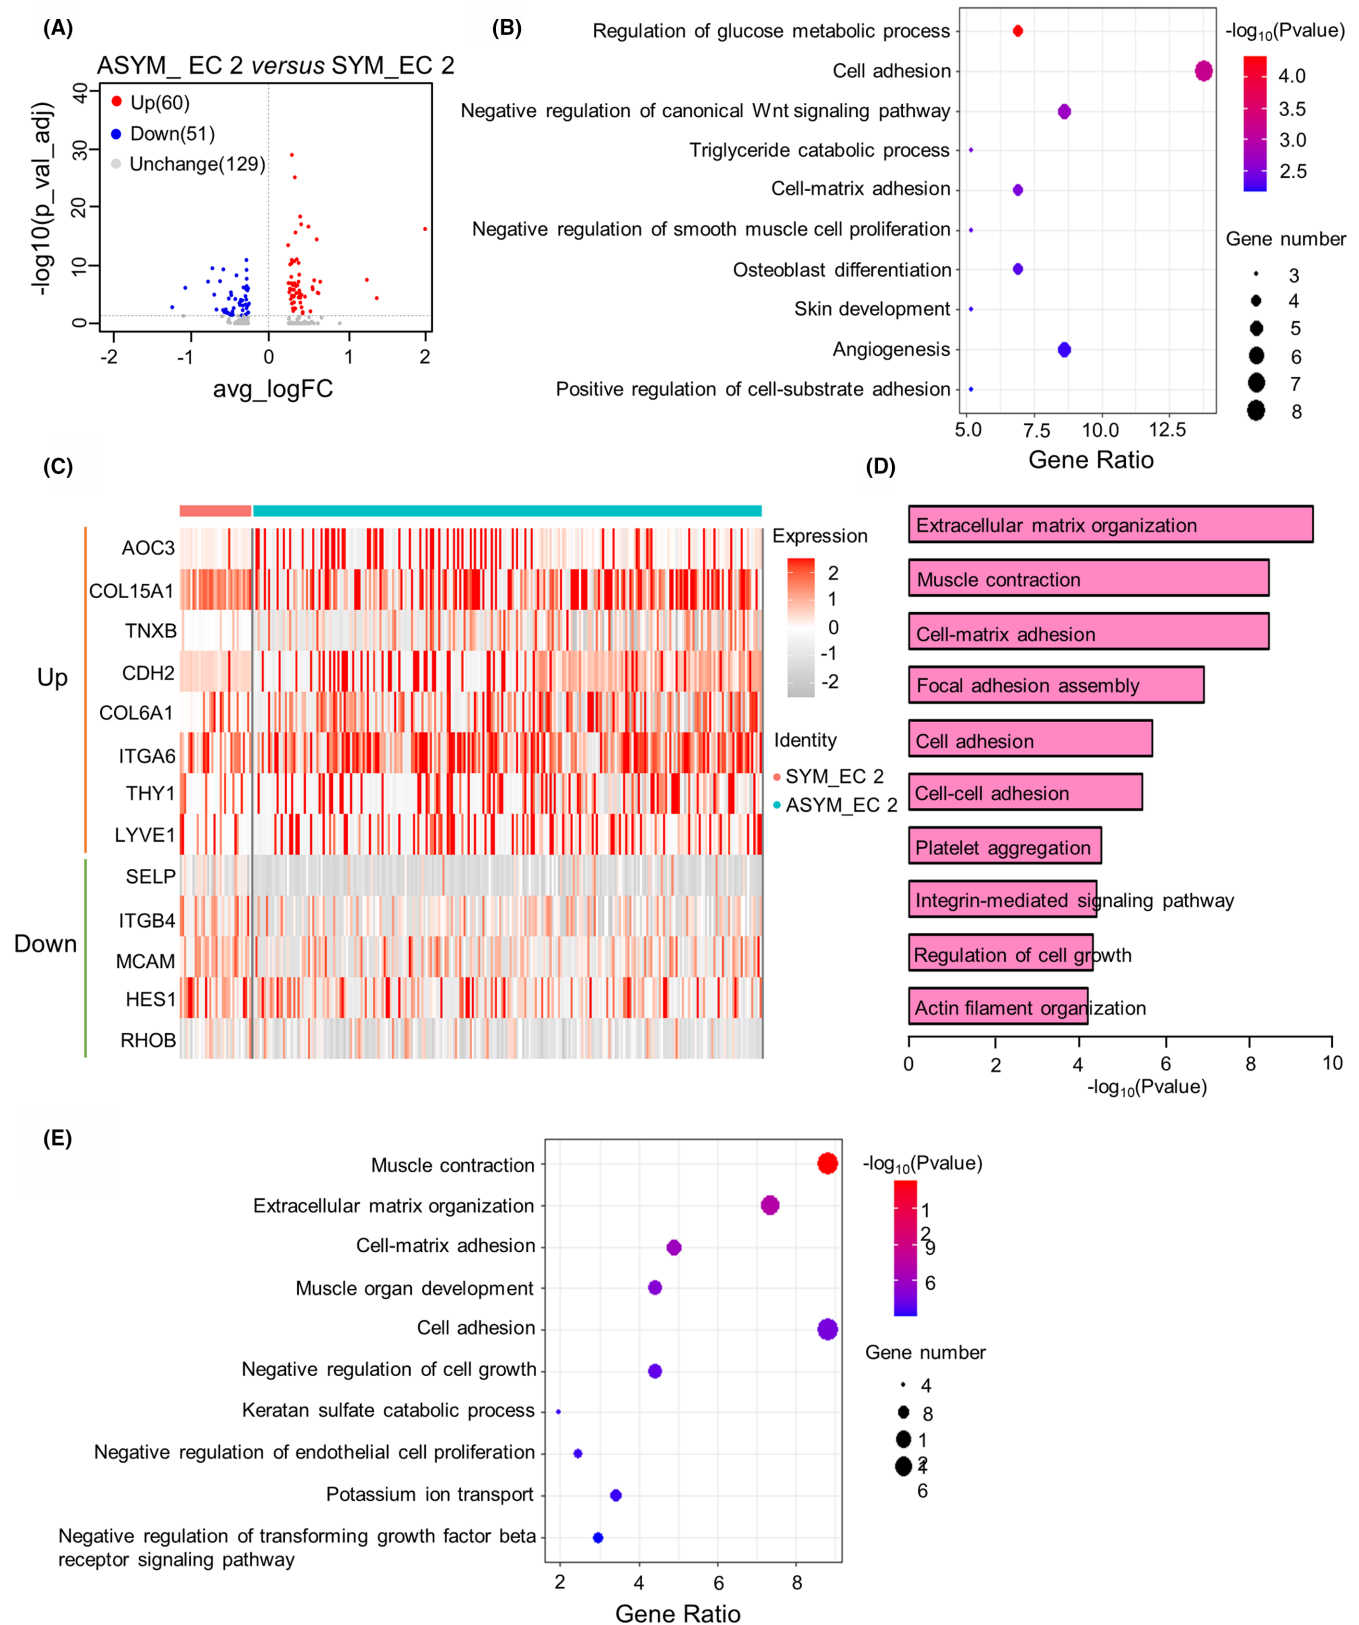 (A)
ASYM_ EC 2 versus SYM_EC 2
Up(60)
Down(51)
Unchange(129)
-log10(p_val_adj)
40
30
20
10
0
-2 -1 0 1 2
avg_logFC
(B)
Regulation of glucose metabolic process
Cell adhesion
Negative regulation of canonical Wnt signaling pathway
Triglyceride catabolic process
Cell-matrix adhesion
Negative regulation of smooth muscle cell proliferation
Osteoblast differentiation
Skin development
Angiogenesis
Positive regulation of cell-substrate adhesion
5.0 7.5 10.0 12.5
Gene Ratio
-log10(Pvalue)
4.0
3.5
3.0
2.5
Gene number
3
4
5
6
7
8
(C)
Up
Down
AOC3
COL15A1
TNXB
CDH2
COL6A1
ITGA6
THY1
LYVE1
SELP
ITGB4
MCAM
HES1
RHOB
Expression
2
1
0
-1
-2
Identity
SYM_EC 2
ASYM_EC 2
(D)
Extracellular matrix organization
Muscle contraction
Cell-matrix adhesion
Focal adhesion assembly
Cell adhesion
Cell-cell adhesion
Platelet aggregation
Integrin-mediated signaling pathway
Regulation of cell growth
Actin filament organization
0 2 4 6 8 10
-log10(Pvalue)
(E)
Muscle contraction
Extracellular matrix organization
Cell-matrix adhesion
Muscle organ development
Cell adhesion
Negative regulation of cell growth
Keratan sulfate catabolic process
Negative regulation of endothelial cell proliferation
Potassium ion transport
Negative regulation of transforming growth factor beta
receptor signaling pathway
2 4 6 8
Gene Ratio
-log10(Pvalue)
1
2
9
6
Gene number
4
8
1
2
4
6